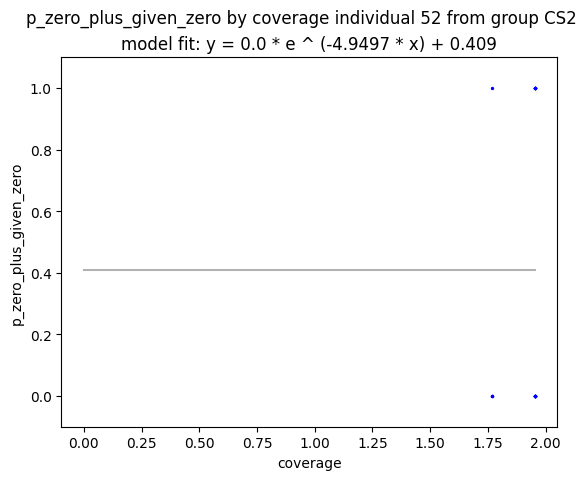 p_zero_plus_given_zero by coverage individual 52 from group CS2
model fit: y = 0.0 * e ^ (-4.9497 * x) + 0.409
1.0
0.8
0.6
0.4
0.2
0.0
p_zero_plus_given_zero
0.00 0.25 0.50 0.75 1.00 1.25 1.50 1.75 2.00
coverage